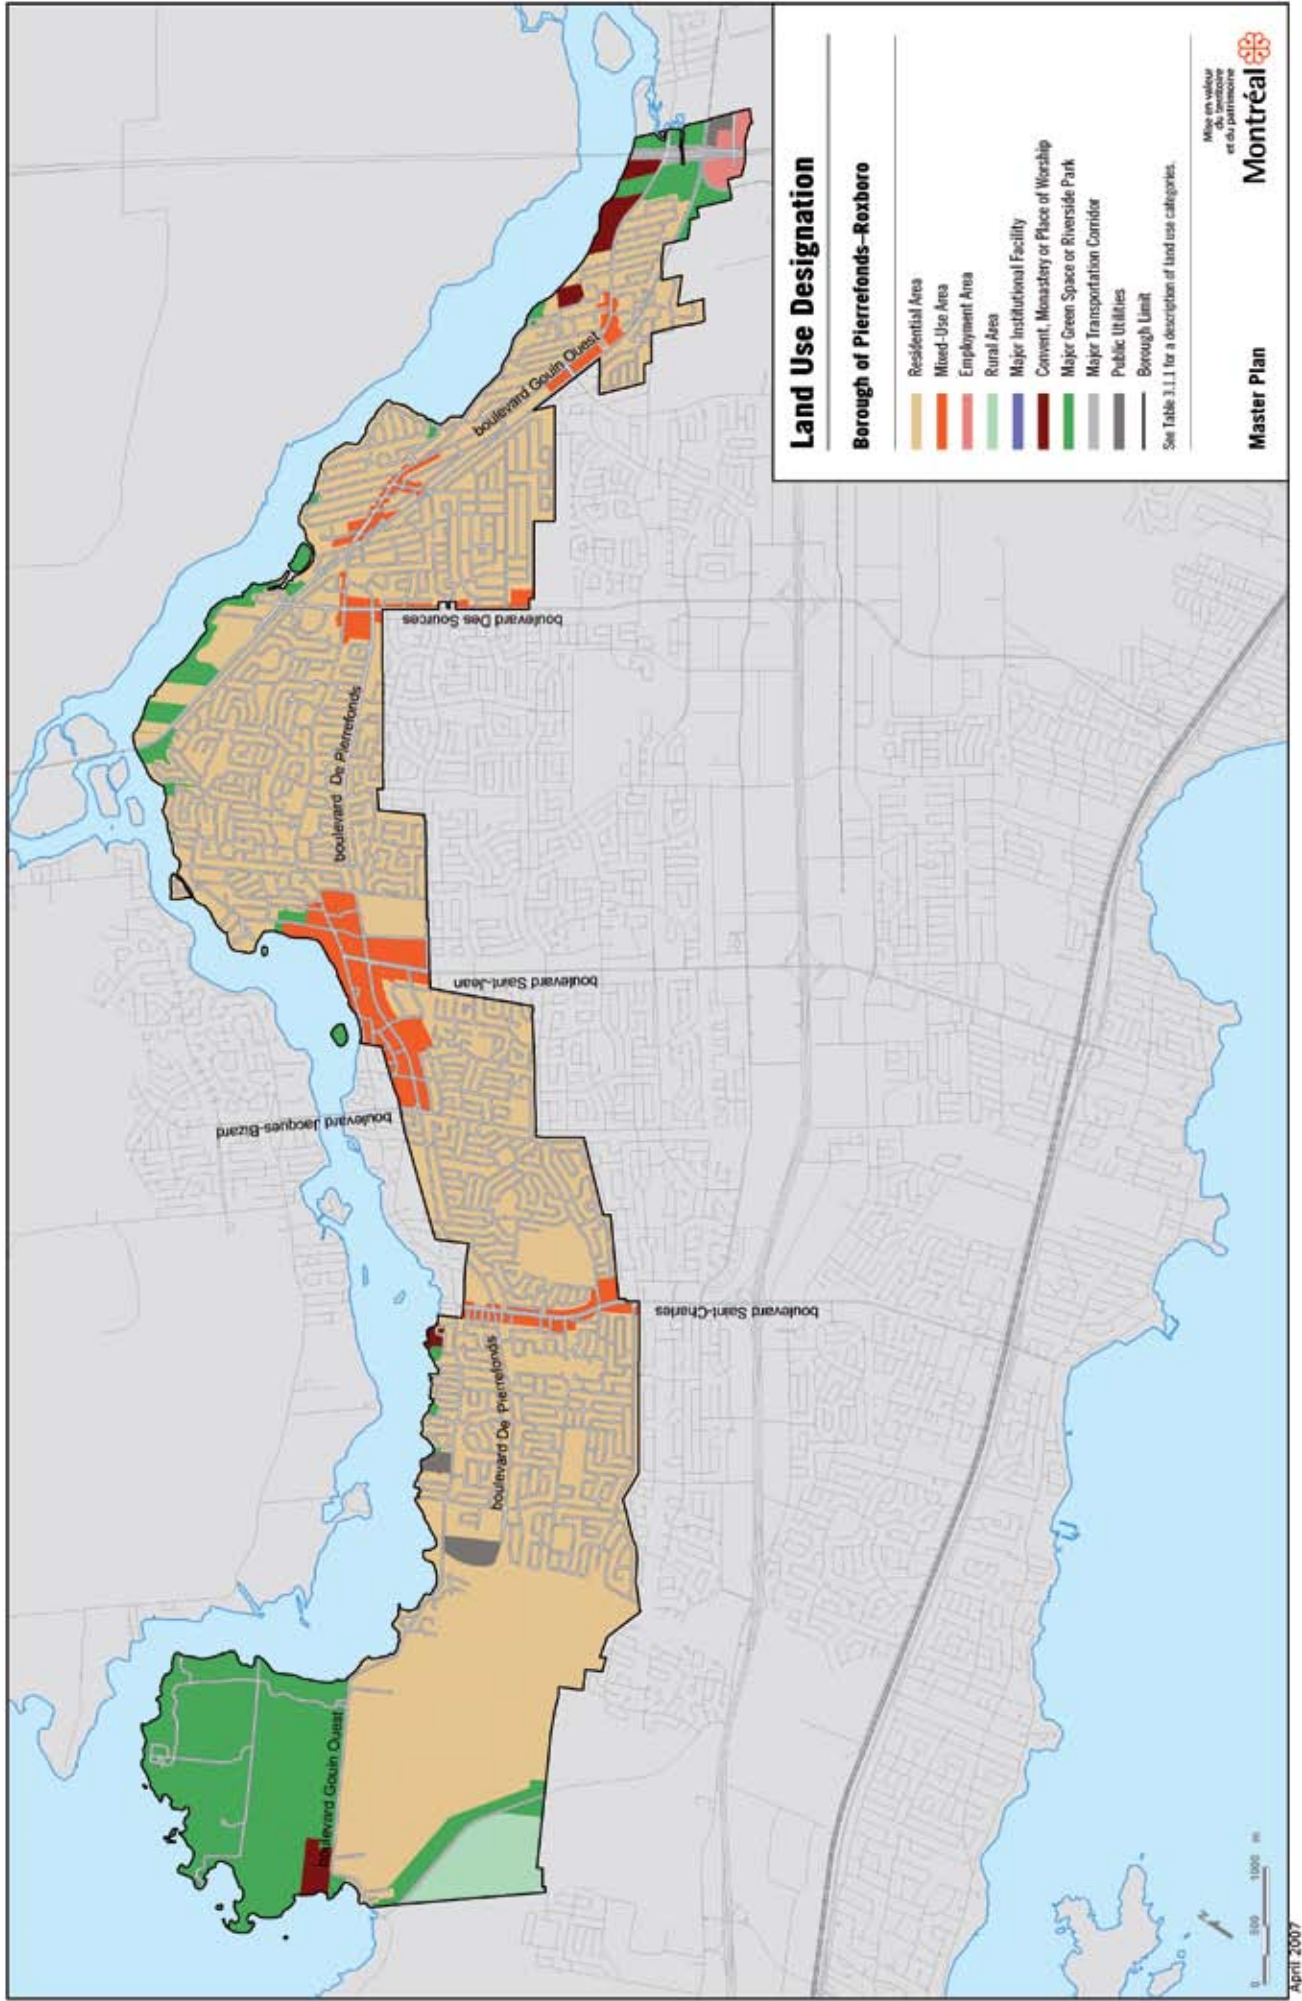 Land Use Designation
Borough of Pierrefonds–Roxboro
Residential Area
Mixed-Use Area
Employment Area
Rural Area
Major Institutional Facility
Convent, Monastery or Place of Worship
Major Green Space or Riverside Park
Major Transportation Corridor
Public Utilities
Borough Limit
See Table 3.1.1 for a description of land use categories.
Master Plan
Mise en valeur
du territoire
et du patrimoine
Montréal
boulevard Gouin Ouest
boulevard De Pierrefonds
boulevard Saint-Charles
boulevard Jacques-Bizard
boulevard Saint-Jean
boulevard De Pierrefonds
boulevard Des Sources
boulevard Gouin Ouest
N
0 500 1000 m
April 2007